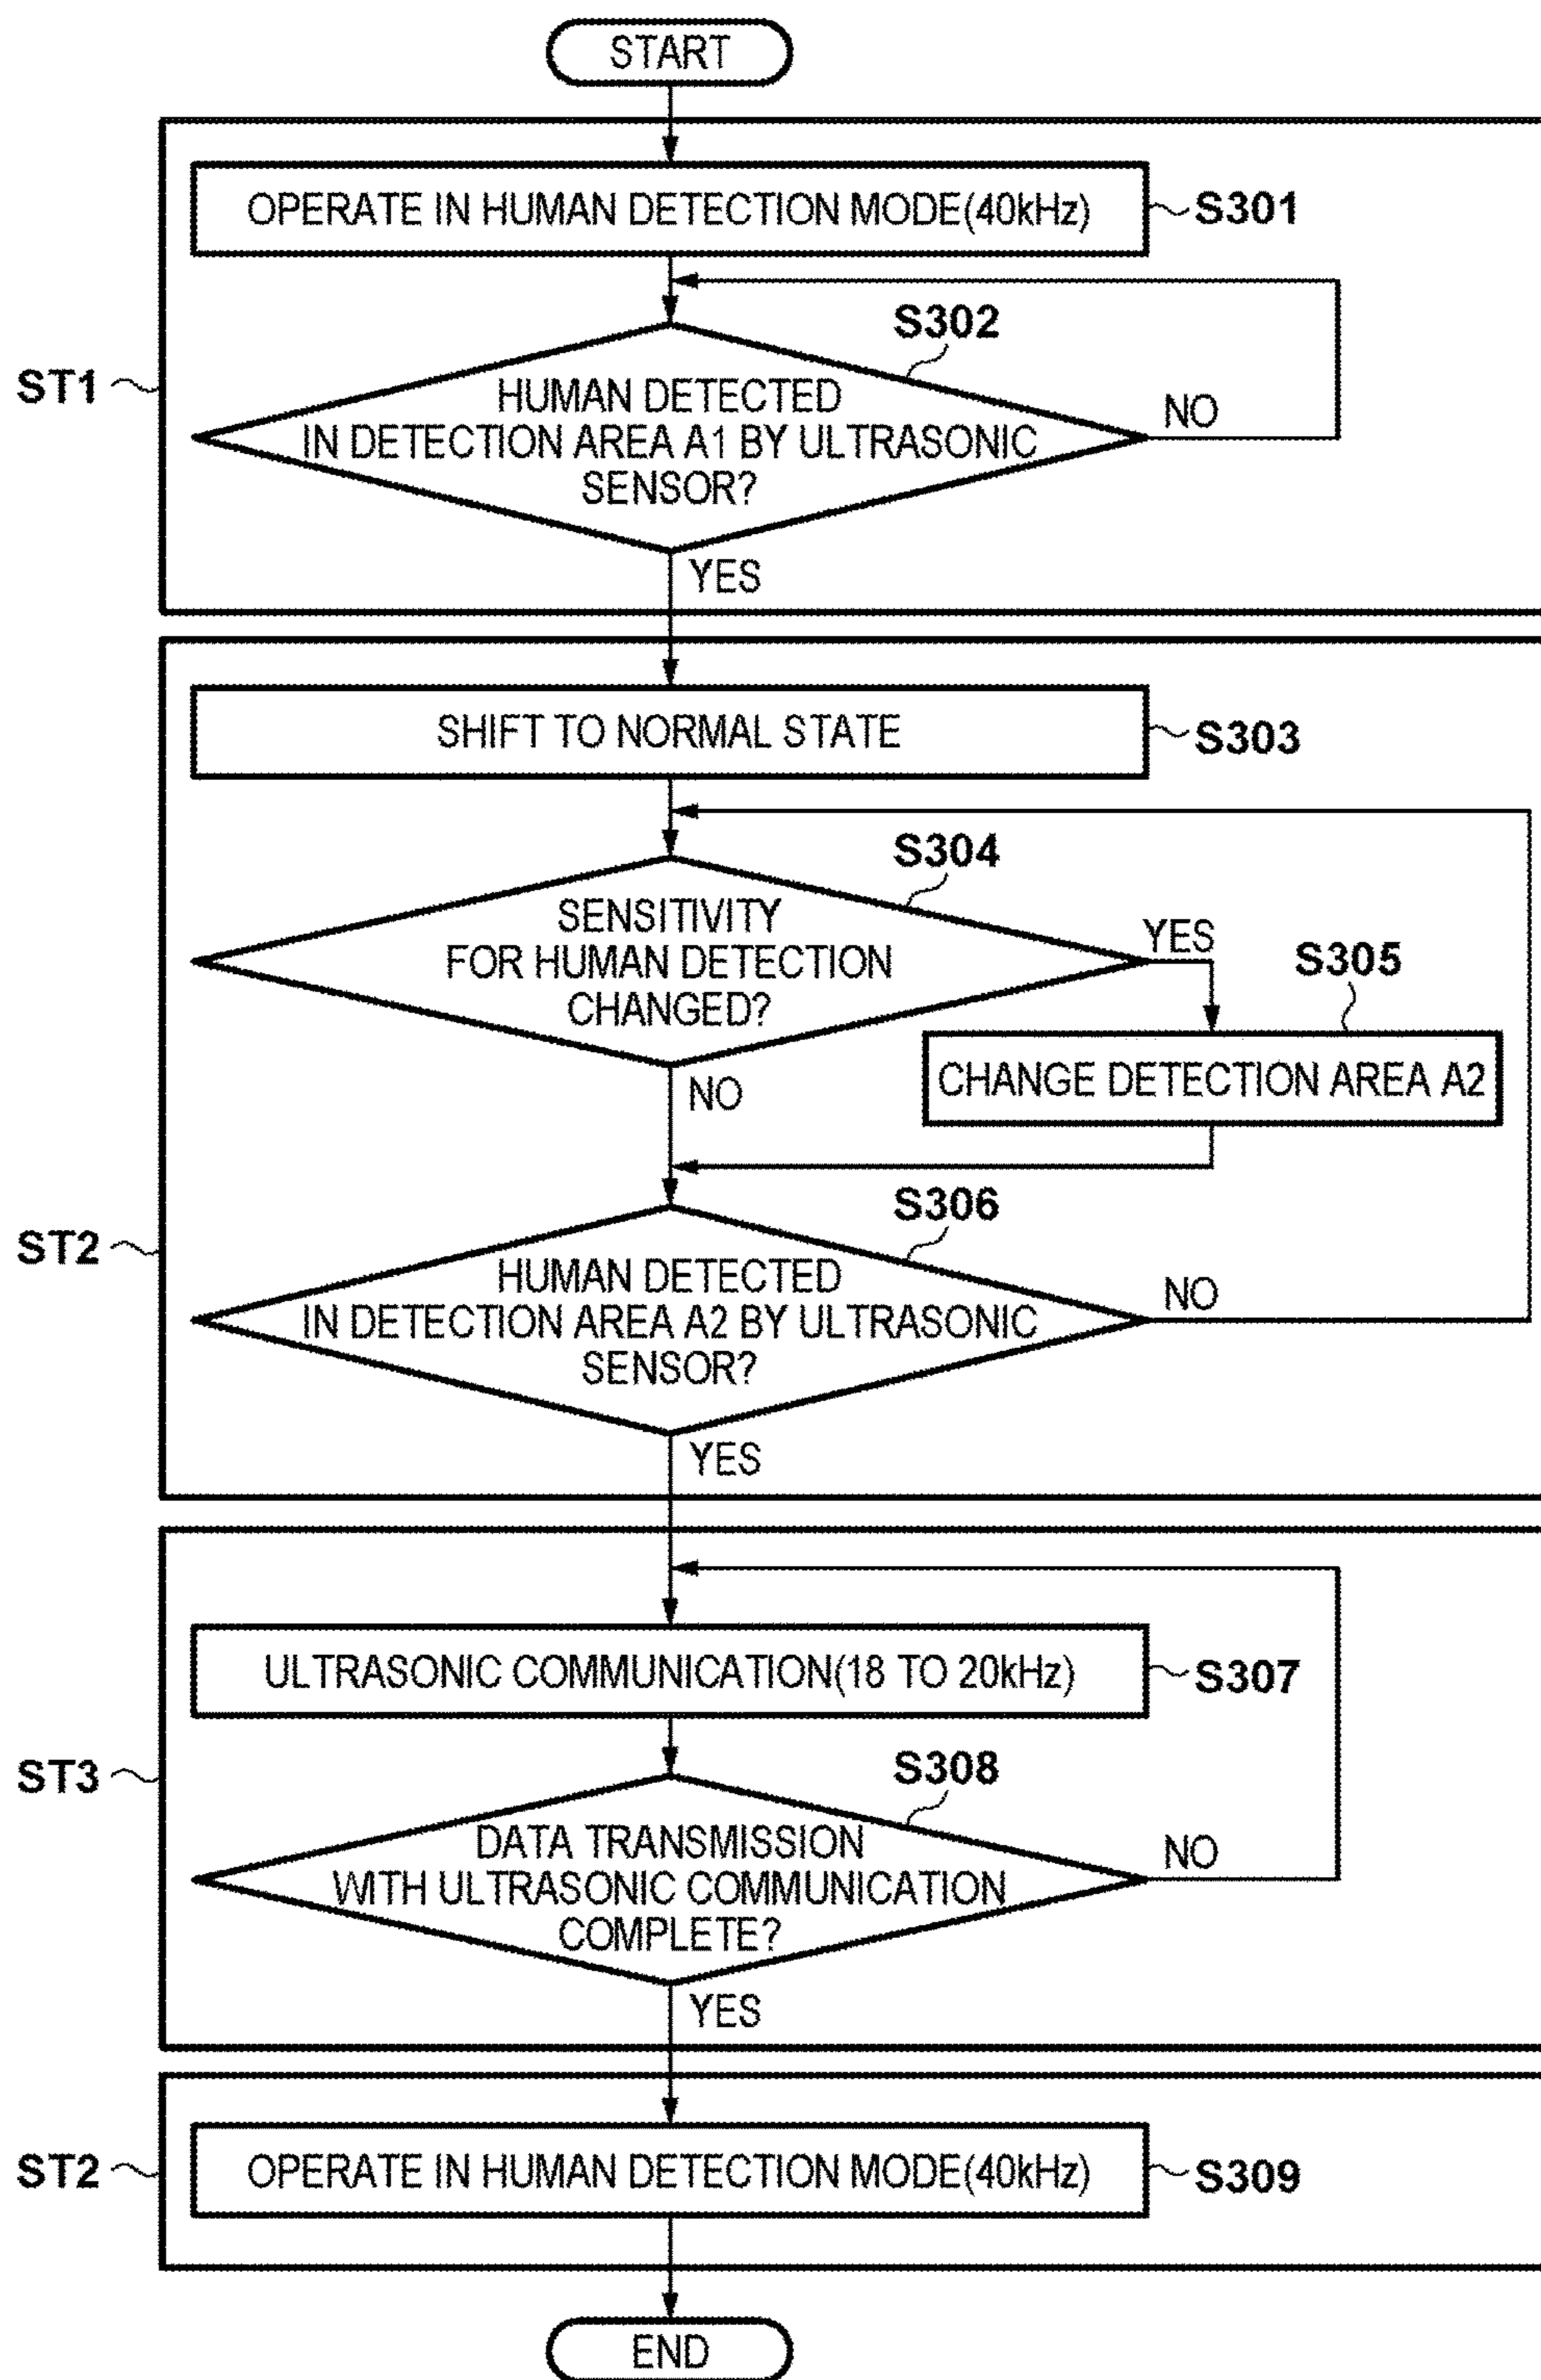 START
OPERATE IN HUMAN DETECTION MODE(40kHz)
S301
S302
ST1
HUMAN DETECTED
IN DETECTION AREA A1 BY ULTRASONIC
SENSOR?
NO
YES
SHIFT TO NORMAL STATE
S303
S304
SENSITIVITY
FOR HUMAN DETECTION
CHANGED?
YES
S305
CHANGE DETECTION AREA A2
NO
S306
ST2
HUMAN DETECTED
IN DETECTION AREA A2 BY ULTRASONIC
SENSOR?
NO
YES
ULTRASONIC COMMUNICATION(18 TO 20kHz)
S307
ST3
S308
DATA TRANSMISSION
WITH ULTRASONIC COMMUNICATION
COMPLETE?
NO
YES
ST2
OPERATE IN HUMAN DETECTION MODE(40kHz)
S309
END